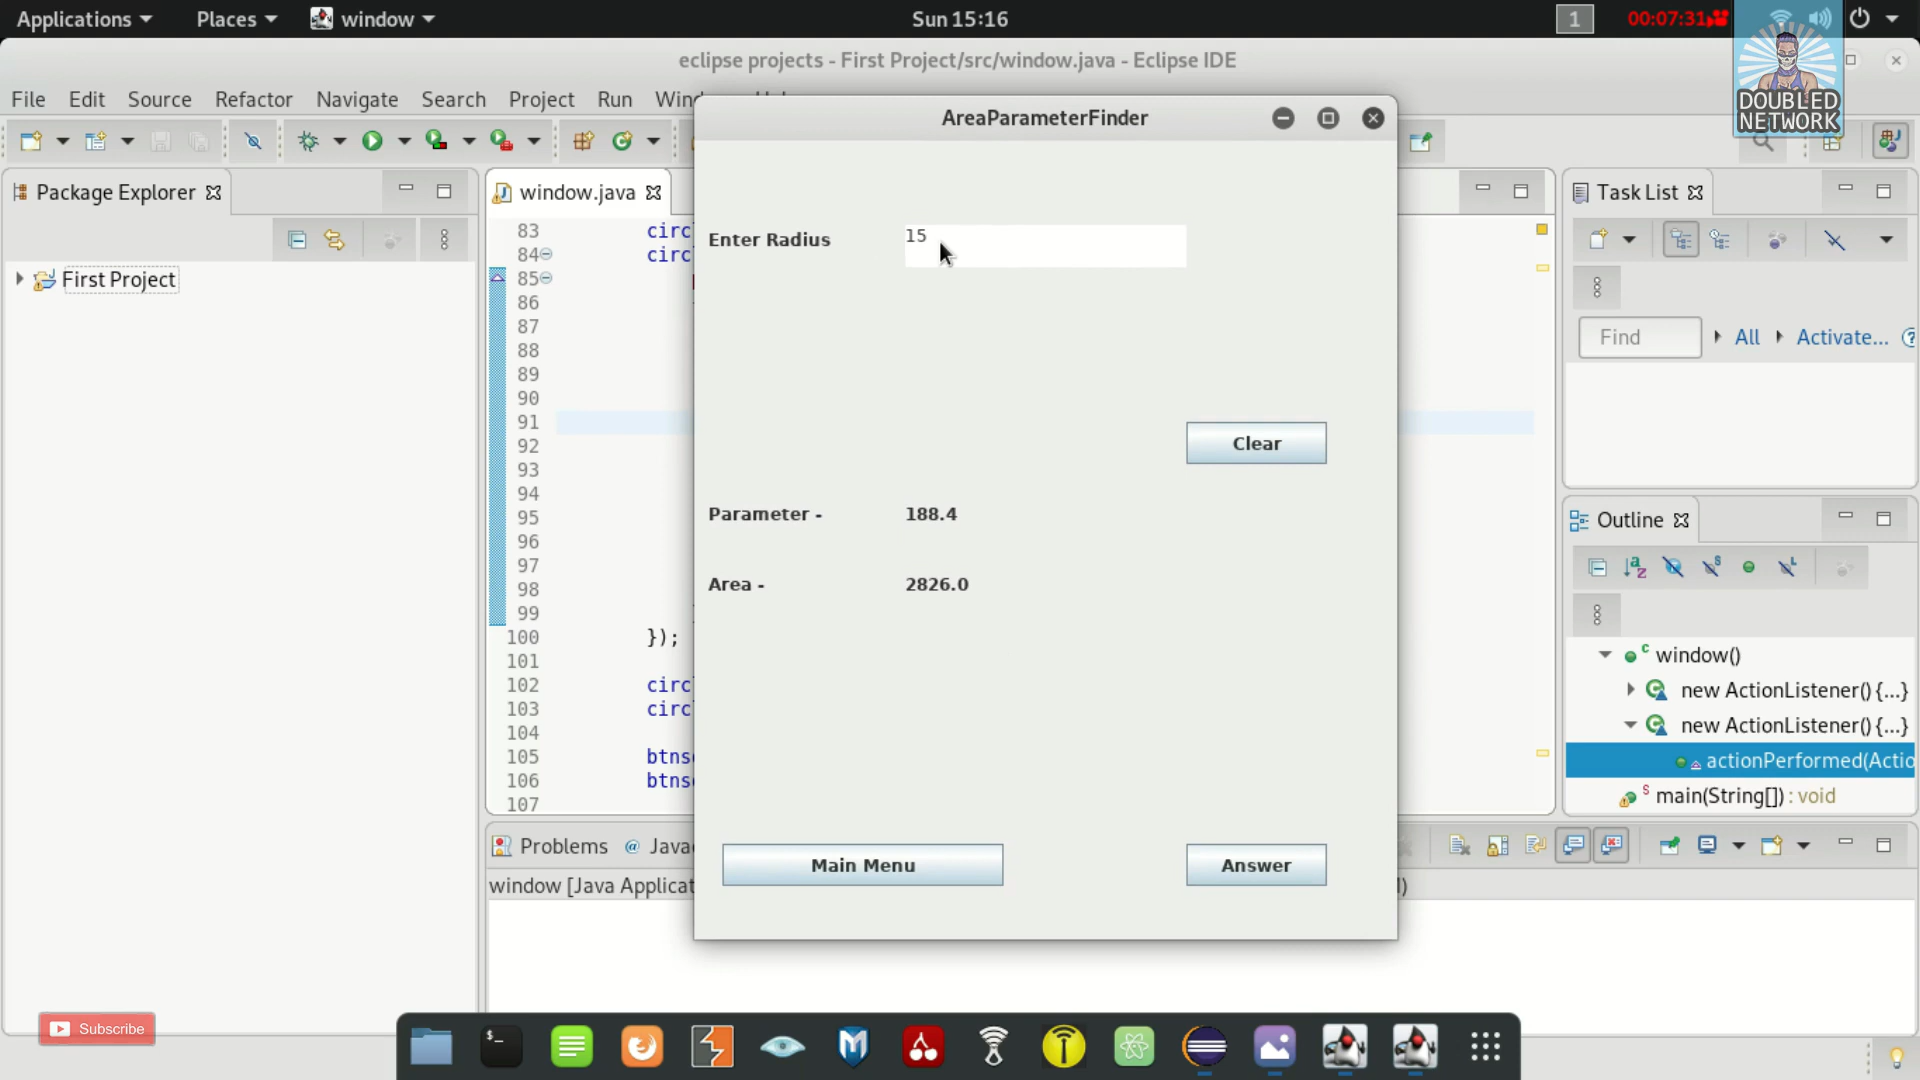 Applications Places window Sun 15:16 1 00:07:31
eclipse projects - First Project/src/window.java - Eclipse IDE
DOUBLED
NETWORK
File Edit Source Refactor Navigate Search Project Run
AreaParameterFinder
Package Explorer
window.java
Task List
First Project
83 circ
84 circ
85
86
87
88
89
90
91
92
93
94
95
96
97
98
99
100 });
101
102 circ
103 circ
104
105 btns
106 btns
107
Enter Radius 15
Clear
Parameter - 188.4
Area - 2826.0
Main Menu Answer
Find All Activate...
Outline
window()
new ActionListener() {...}
new ActionListener() {...}
actionPerformed(Actio
main(String[]) : void
Problems @ Java
window [Java Applicat
Subscribe